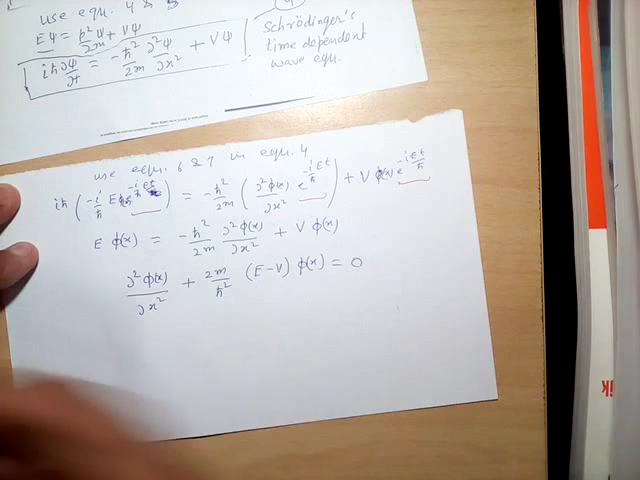 use equ. 4 & 5
Eψ = p²ψ/2m + Vψ
iħ ∂ψ/∂t = -ħ²/2m ∂²ψ/∂x² + Vψ
4
Schrödinger's
time dependent
wave equ.
use equ. 6 & 7 in equ. 4
iħ (-i/ħ E ϕ(x) e^(-iEt/ħ)) = -ħ²/2m (∂²ϕ(x)/∂x² e^(-iEt/ħ)) + V ϕ(x) e^(-iEt/ħ)
E ϕ(x) = -ħ²/2m ∂²ϕ(x)/∂x² + V ϕ(x)
∂²ϕ(x)/∂x² + 2m/ħ² (E-V) ϕ(x) = 0
ik